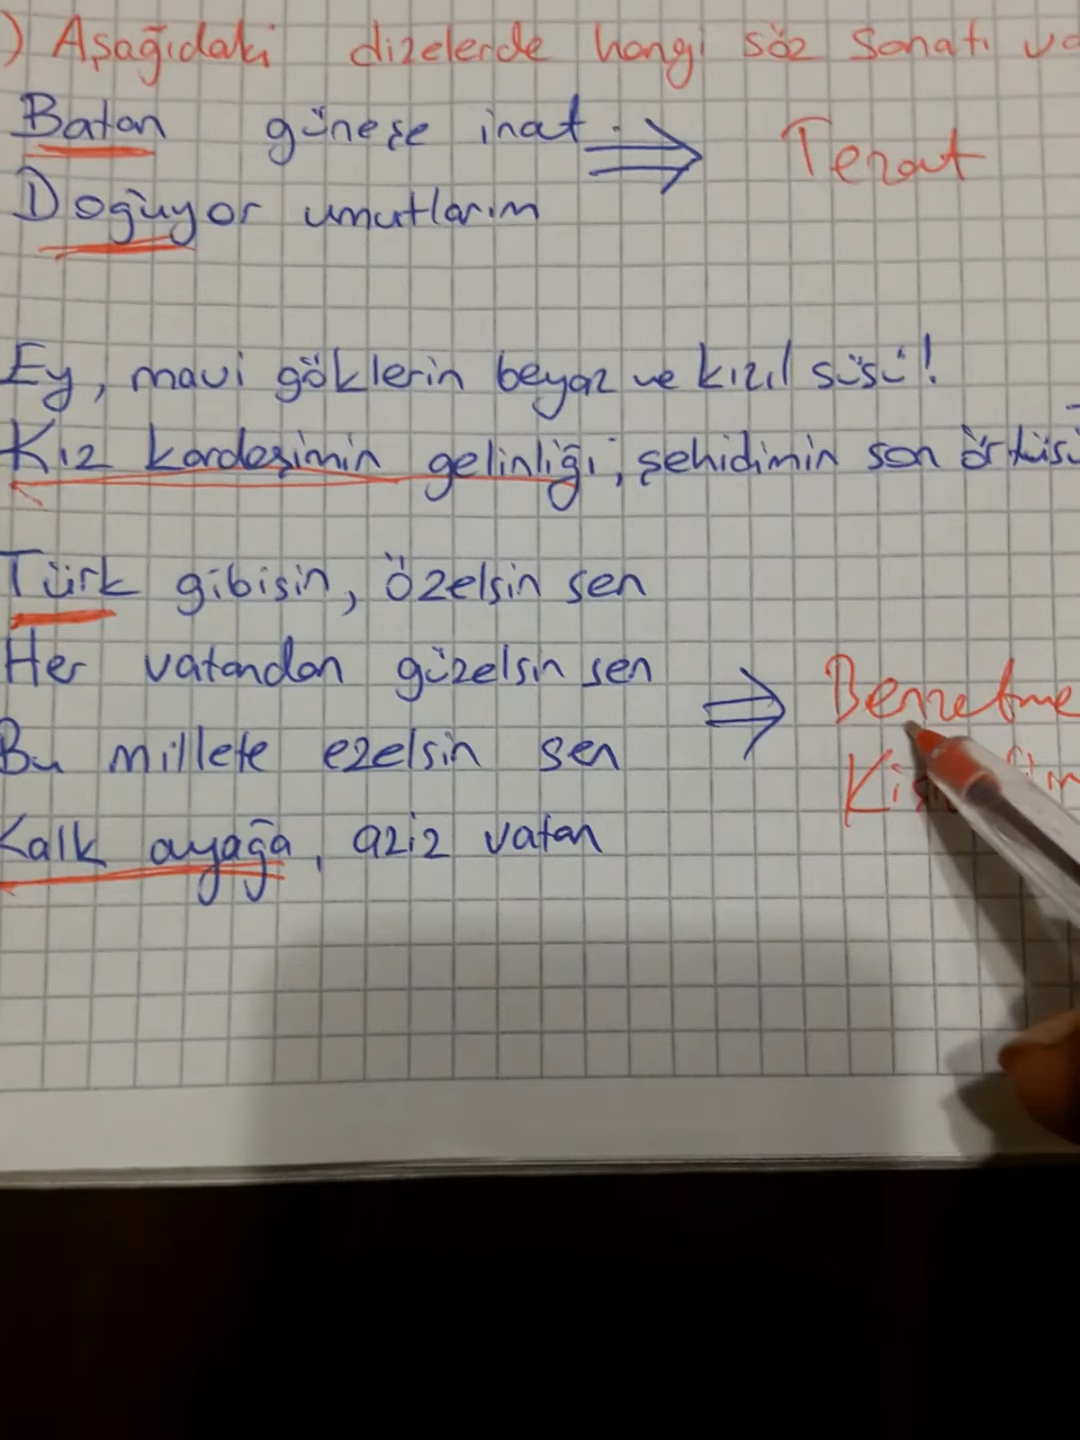 ) Aşağıdaki dizelerde hangi söz sanatı va
Batan güneşe inat
Tezat
Doğuyor umutlarım
Ey, mavi göklerin beyaz ve kızıl süsü!
Kız kardeşimin gelinliği, şehidimin son örtüsü
Türk gibisin, özelsin sen
Her vatandan güzelsin sen
Benzetme
Bu millete ezelsin sen
Kalk ayağa, aziz vatan